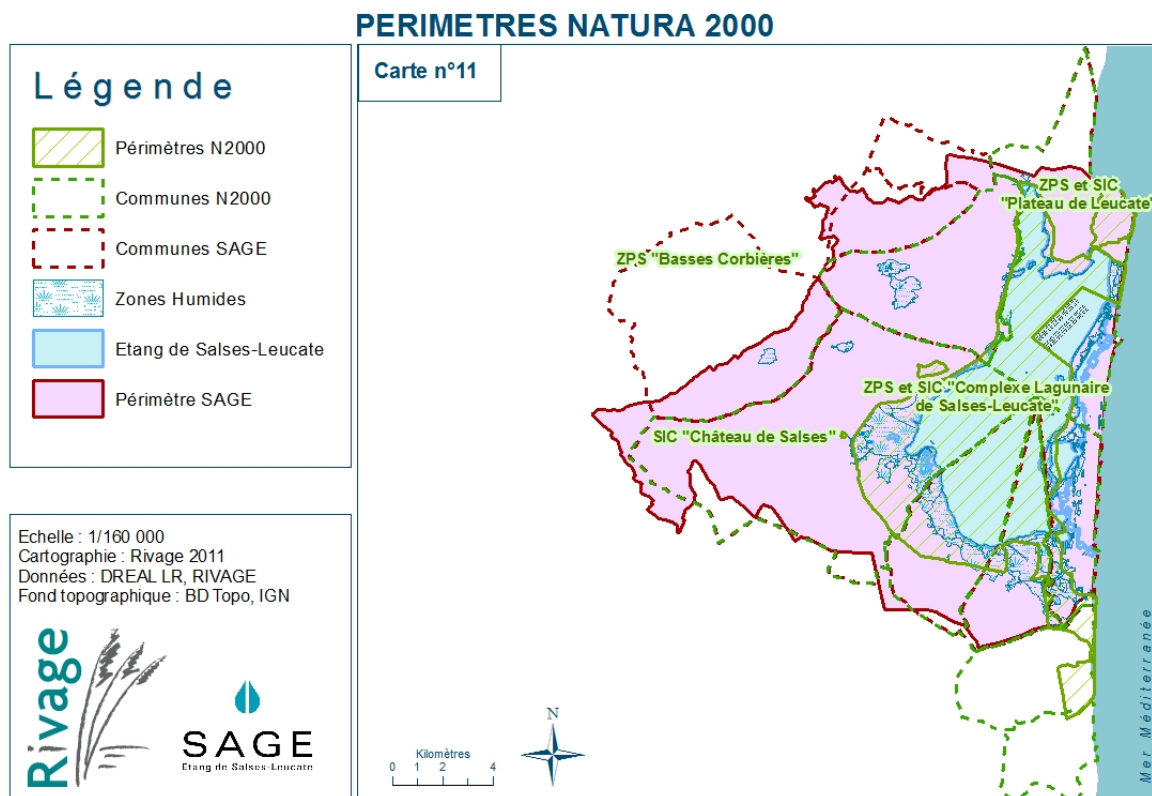 PERIMETRES NATURA 2000
Légende
Périmètres N2000
Communes N2000
Communes SAGE
Zones Humides
Etang de Salses-Leucate
Périmètre SAGE
Echelle : 1/160 000
Cartographie : Rivage 2011
Données : DREAL LR, RIVAGE
Fond topographique : BD Topo, IGN
Rivage
SAGE
Etang de Salses-Leucate
Carte n°11
ZPS et SIC
"Plateau de Leucate"
ZPS "Basses Corbières"
ZPS et SIC "Complexe Lagunaire
de Salses-Leucate"
SIC "Château de Salses"
Kilomètres
0 1 2 4
N
Mer Méditerranée